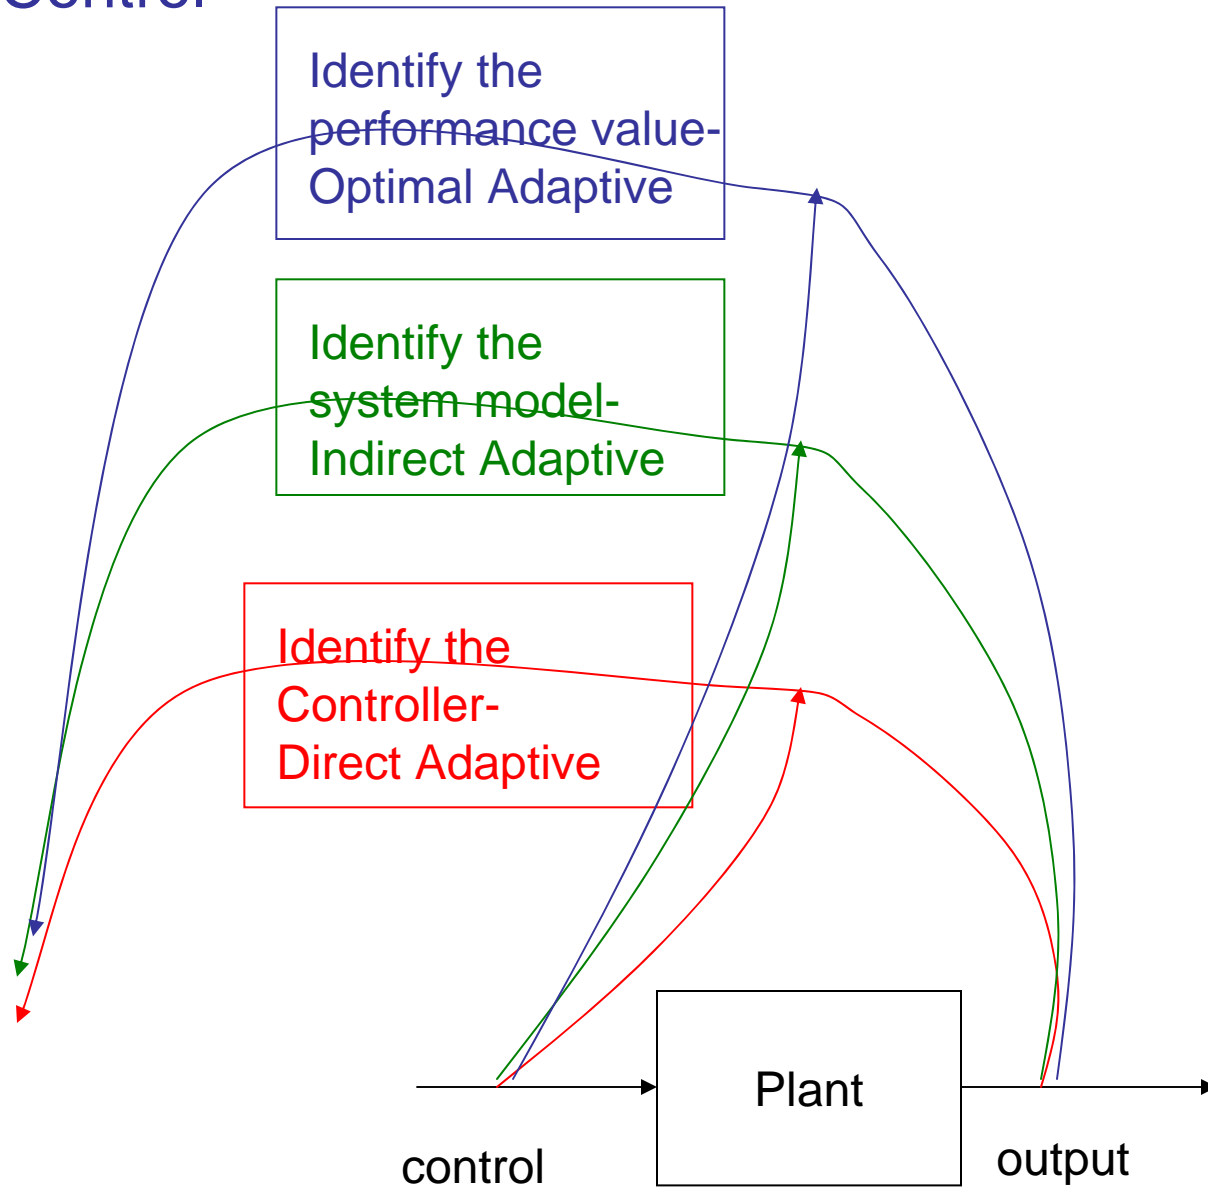 Control
Identify the
performance value-
Optimal Adaptive
Identify the
system model-
Indirect Adaptive
Identify the
Controller-
Direct Adaptive
Plant
control
output